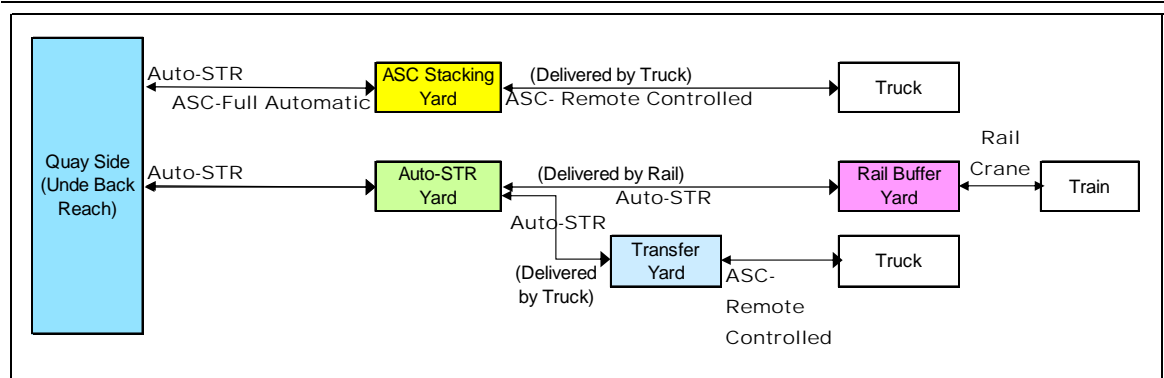 Auto-STR
ASC-Full Automatic
ASC Stacking
Yard
(Delivered by Truck)
ASC- Remote Controlled
Truck
Quay Side
(Unde Back
Reach)
Auto-STR
Auto-STR
Yard
(Delivered by Rail)
Auto-STR
Rail Buffer
Yard
Rail
Crane
Train
Auto-STR
(Delivered
by Truck)
Transfer
Yard
ASC-
Remote
Controlled
Truck